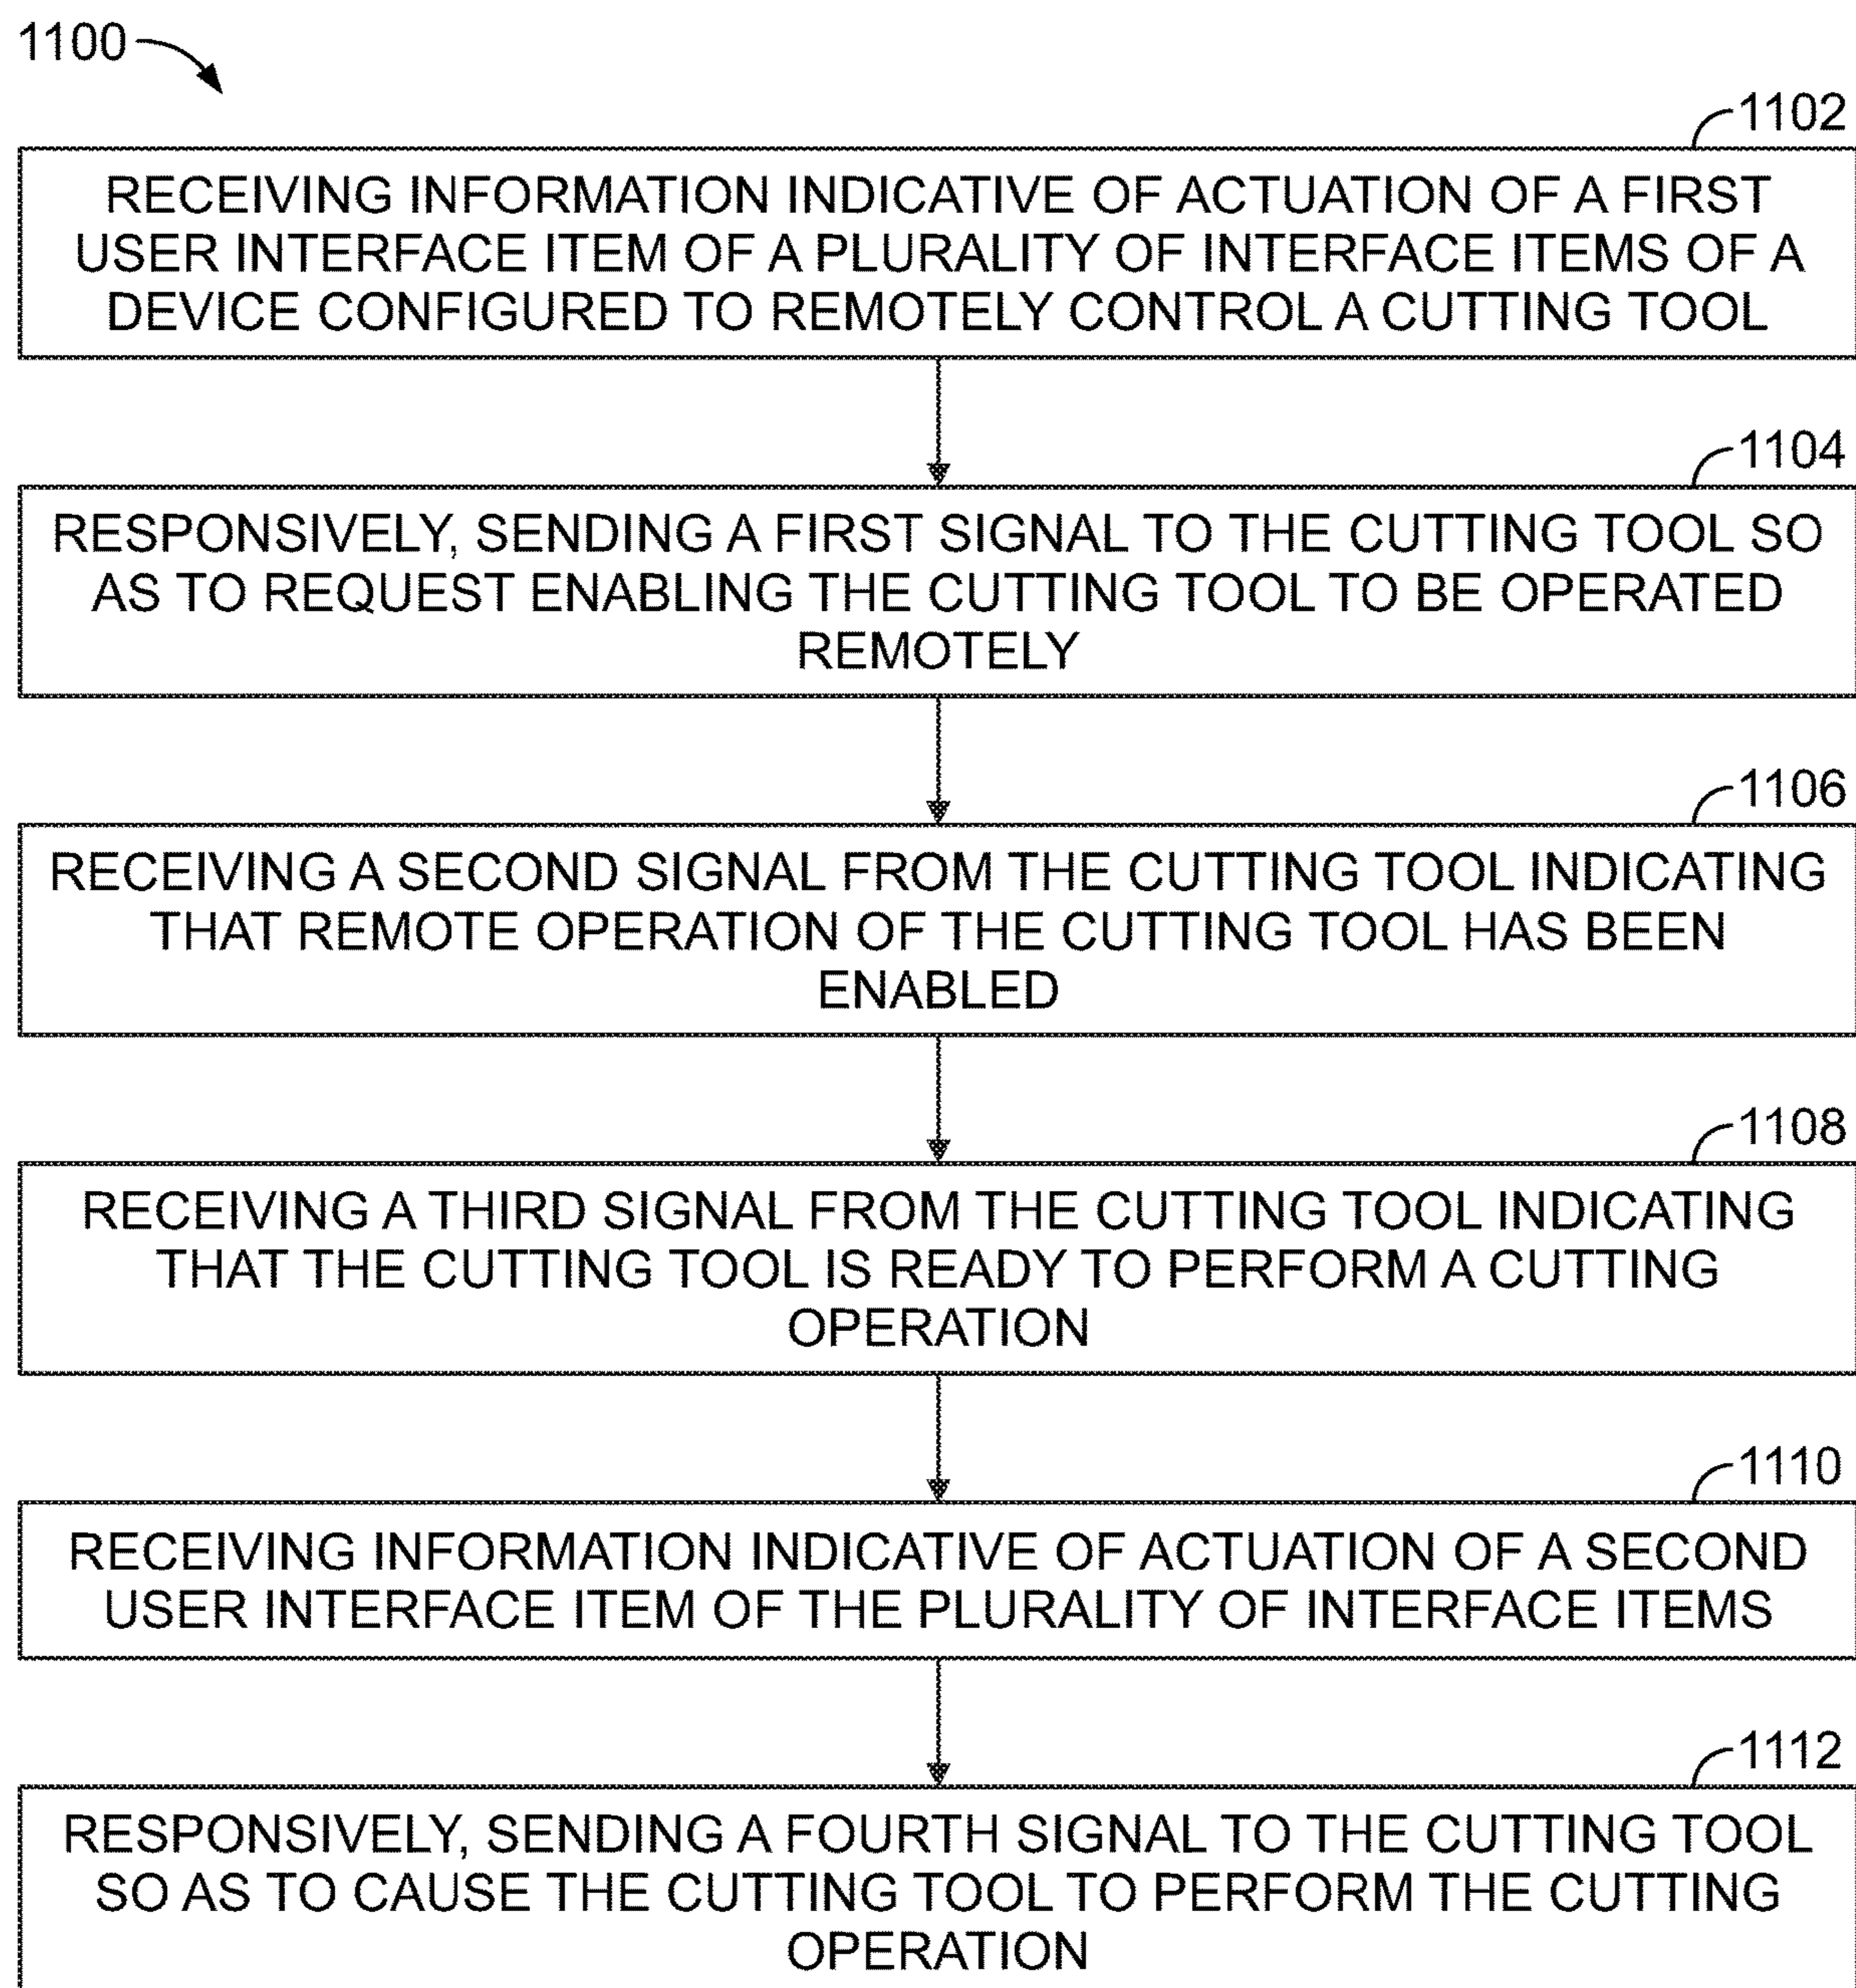 1100
1102
RECEIVING INFORMATION INDICATIVE OF ACTUATION OF A FIRST
USER INTERFACE ITEM OF A PLURALITY OF INTERFACE ITEMS OF A
DEVICE CONFIGURED TO REMOTELY CONTROL A CUTTING TOOL
1104
RESPONSIVELY, SENDING A FIRST SIGNAL TO THE CUTTING TOOL SO
AS TO REQUEST ENABLING THE CUTTING TOOL TO BE OPERATED
REMOTELY
1106
RECEIVING A SECOND SIGNAL FROM THE CUTTING TOOL INDICATING
THAT REMOTE OPERATION OF THE CUTTING TOOL HAS BEEN
ENABLED
1108
RECEIVING A THIRD SIGNAL FROM THE CUTTING TOOL INDICATING
THAT THE CUTTING TOOL IS READY TO PERFORM A CUTTING
OPERATION
1110
RECEIVING INFORMATION INDICATIVE OF ACTUATION OF A SECOND
USER INTERFACE ITEM OF THE PLURALITY OF INTERFACE ITEMS
1112
RESPONSIVELY, SENDING A FOURTH SIGNAL TO THE CUTTING TOOL
SO AS TO CAUSE THE CUTTING TOOL TO PERFORM THE CUTTING
OPERATION